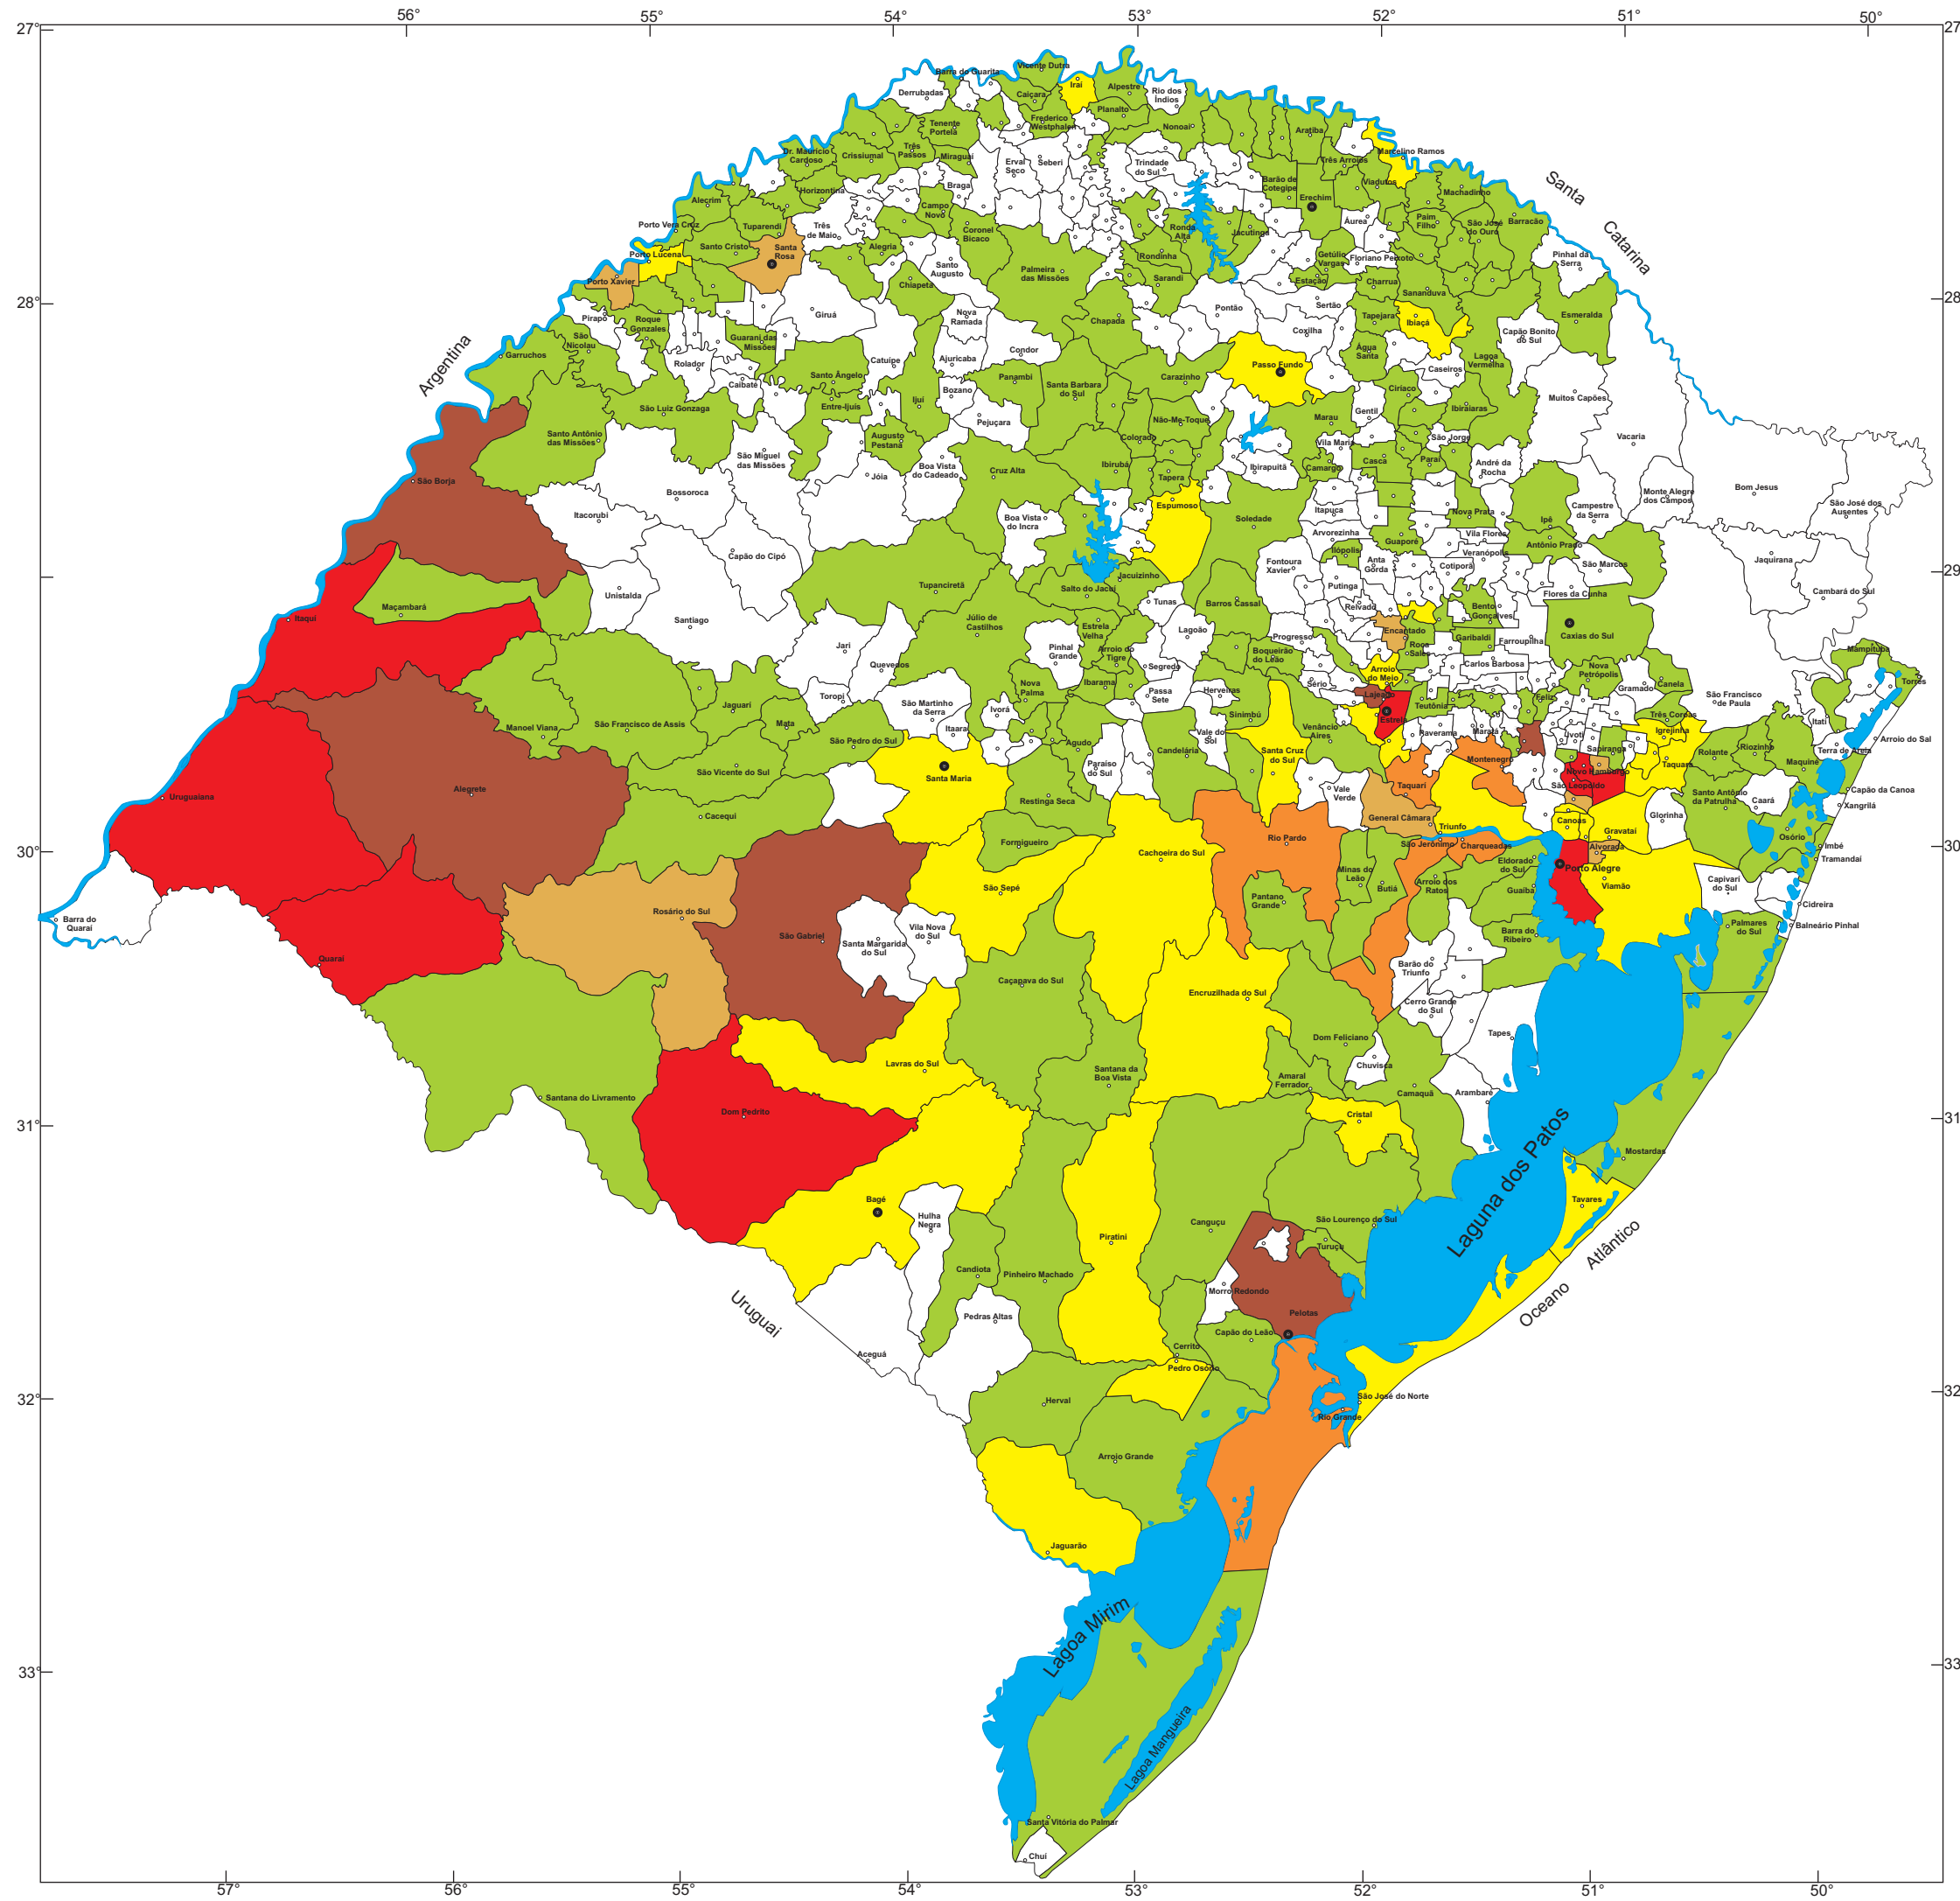 56°
55°
54°
53°
52°
51°
50°
27°
27
Barra do Guarita
Vicente Dutra
Derrubadas
Caiçara
Iraí
Alpestre
Rio dos
Índios
Planalto
Tenente
Portela
Frederico
Westphalen
Nonoai
Aratiba
Dr. Maurício
Cardoso
Crissiumal
Três
Passos
Miraguaí
Erval
Seco
Seberi
Trindade
do Sul
Três Arroios
Marcelino Ramos
Santa
Catarina
Horizontina
Braga
Barão de
Cotegipe
Viadutos
Machadinho
Alecrim
Campo
Novo
Erechim
Porto Vera Cruz
Tuparendi
Três
de Maio
Coronel
Bicaco
Ronda
Alta
Jacutinga
Áurea
Paim
Filho
São José
do Ouro
Barracão
Porto Lucena
Santo Cristo
Santa
Rosa
Alegria
Santo
Augusto
Rondinha
Getúlio
Vargas
Floriano Peixoto
Pinhal da
Serra
Porto Xavier
Chiapeta
Palmeira
das Missões
Sarandi
Estação
Charrua
Sananduva
28°
28
Pirapó
Roque
Gonzales
Giruá
Nova
Ramada
Chapada
Pontão
Sertão
Tapejara
Ibiaçá
Esmeralda
São
Nicolau
Guarani das
Missões
Coxilha
Capão Bonito
do Sul
Argentina
Garruchos
Rolador
Catuípe
Ajuricaba
Condor
Água
Santa
Lagoa
Vermelha
Caibaté
Santo Ângelo
Panambi
Carazinho
Passo Fundo
Caseiros
Bozano
Santa Barbara
do Sul
Ciríaco
Muitos Capões
São Luiz Gonzaga
Entre-Ijuís
Ijuí
Não-Me-Toque
Marau
Gentil
Ibiraiaras
Pejuçara
Santo Antônio
das Missões
Augusto
Pestana
Colorado
Vila Maria
São Jorge
Vacaria
São Miguel
das Missões
Jóia
Boa Vista
do Cadeado
Cruz Alta
Ibirubá
Ibirapuitã
Camargo
Casca
Paraí
André da
Rocha
São Borja
Tapera
Bossoroca
Monte Alegre
dos Campos
Bom Jesus
Itacorubi
Boa Vista
do Incra
Espumoso
Soledade
Itapuca
Nova Prata
Ipê
Campestre
da Serra
São José dos
Ausentes
Arvorezinha
Vila Flores
Capão do Cipó
Ilópolis
Guaporé
Antônio Prado
Jaquirana
29
Fontoura
Xavier
Anta
Gorda
Veranópolis
Cotiporã
São Marcos
Unistalda
Tupanciretã
Jacuizinho
Salto do Jacuí
Putinga
Flores da Cunha
Cambará do Sul
Maçambará
Tunas
Barros Cassal
Relvado
Bento
Gonçalves
Itaqui
Santiago
Júlio de
Castilhos
Estrela
Velha
Lagoão
Encantado
Caxias do Sul
Jari
Pinhal
Grande
Arroio do
Tigre
Progresso
Roca
Sales
Garibaldi
Farroupilha
Quevedos
Segredo
Boqueirão
do Leão
Carlos Barbosa
Mampituba
Arroio
do Meio
Nova
Petrópolis
Canela
Torres
Toropi
São Martinho
da Serra
Nova
Palma
Ibarama
Passa
Sete
Herveiras
Sério
Lajeado
Gramado
São Francisco
de Paula
Manoel Viana
São Francisco de Assis
Jaguari
Mata
Ivorá
Sinimbú
Estrela
Teutônia
Feliz
Três Coroas
Itati
Itaara
Venâncio
Aires
Paverama
Maratá
Ivoti
Igrejinha
Arroio do Sal
São Pedro do Sul
Agudo
Candelária
Vale do
Sol
Santa Cruz
do Sul
Montenegro
Sapiranga
Taquara
Rolante
Riozinho
Terra de Areia
São Vicente do Sul
Santa Maria
Paraíso
do Sul
Novo Hamburgo
Maquiné
Uruguaiana
Alegrete
Restinga Seca
Vale
Verde
Taquari
São Leopoldo
Santo Antônio
da Patrulha
Caará
Capão da Canoa
Xangrilá
Cacequi
General Câmara
Triunfo
Canoas
Gravataí
Glorinha
Formigueiro
Rio Pardo
São Jerônimo
Charqueadas
Alvorada
Osório
Imbé
30°
30
Cachoeira do Sul
Tramandaí
Minas do
Leão
Butiá
Arroio dos
Ratos
Eldorado
do Sul
Porto Alegre
Viamão
São Sepé
Guaíba
Capivari
do Sul
Pantano
Grande
Cidreira
Barra do
Quaraí
Rosário do Sul
Vila Nova
do Sul
São Gabriel
Santa Margarida
do Sul
Barra do
Ribeiro
Palmares
do Sul
Balneário Pinhal
Quaraí
Caçapava do Sul
Barão do
Triunfo
Encruzilhada do Sul
Cerro Grande
do Sul
Dom Feliciano
Tapes
Lavras do Sul
Santana da
Boa Vista
Chuvisca
Amaral
Ferrador
Camaquã
Arambaré
Santana do Livramento
31°
31
Dom Pedrito
Cristal
Laguna dos Patos
Mostardas
Tavares
Bagé
Hulha
Negra
Canguçu
São Lourenço do Sul
Oceano Atlântico
Piratini
Turuçu
Candiota
Pinheiro Machado
Morro Redondo
Uruguai
Pedras Altas
Pelotas
Capão do Leão
Aceguá
Cerrito
Pedro Osório
32°
32
Herval
São José do Norte
Rio Grande
Arroio Grande
Jaguarão
Lagoa Mirim
33°
33
Lagoa Mangueira
Santa Vitória do Palmar
Chuí
57°
56°
55°
54°
53°
52°
51°
50°